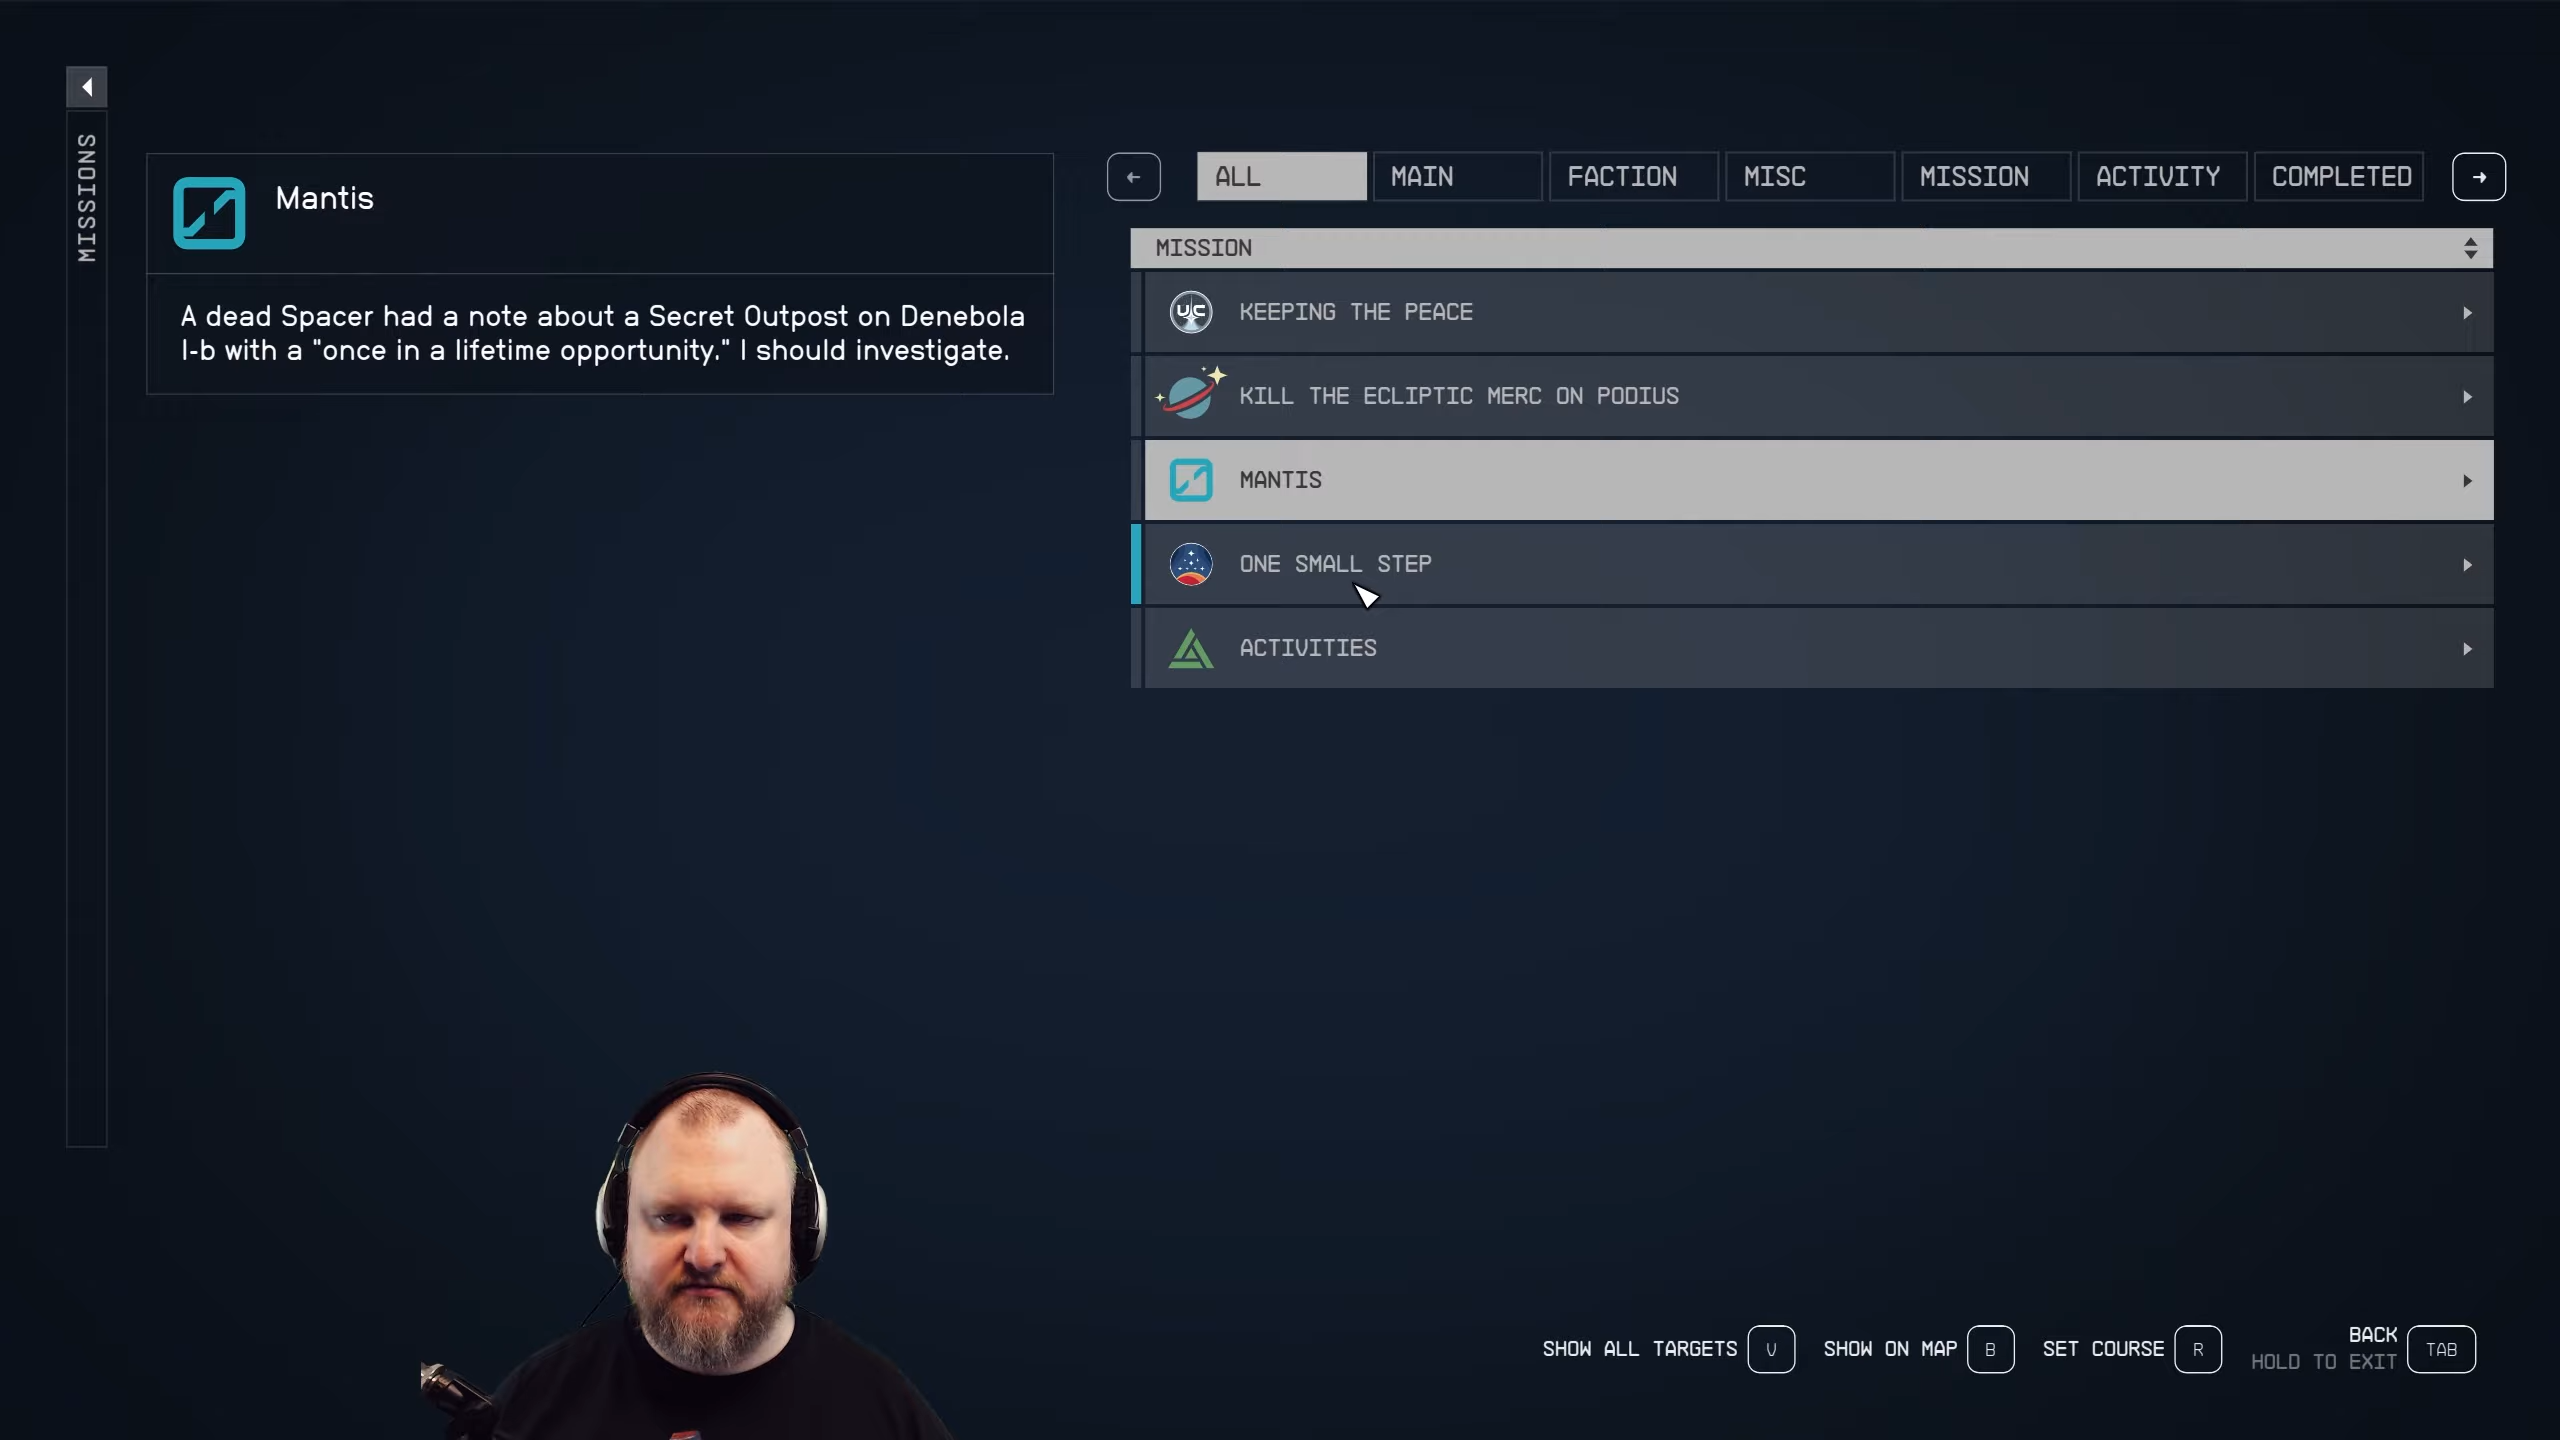 MISSIONS
Mantis
A dead Spacer had a note about a Secret Outpost on Denebola
I-b with a "once in a lifetime opportunity." I should investigate.
ALL
MAIN
FACTION
MISC
MISSION
ACTIVITY
COMPLETED
MISSION
UC
KEEPING THE PEACE
KILL THE ECLIPTIC MERC ON PODIUS
MANTIS
ONE SMALL STEP
ACTIVITIES
SHOW ALL TARGETS V
SHOW ON MAP B
SET COURSE R
BACK
HOLD TO EXIT
TAB